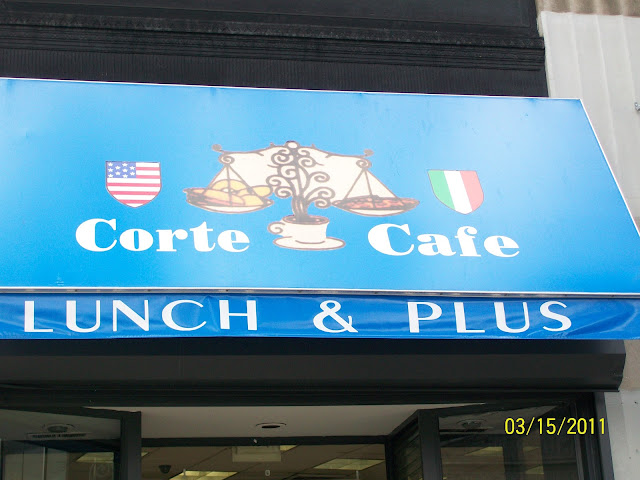 Corte Cafe
LUNCH & PLUS
03/15/2011